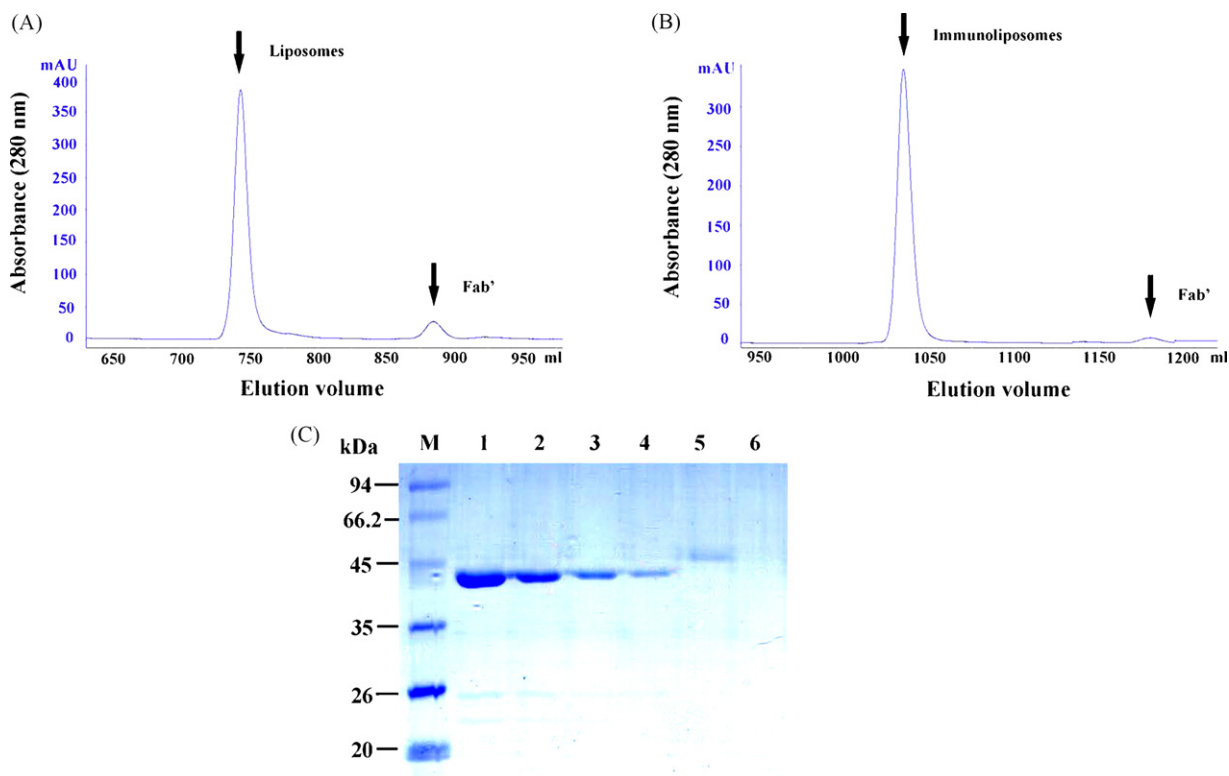 (A)
Liposomes
mAU
400
350
300
250
200
150
100
50
0
Fab’
650 700 750 800 850 900 950 ml
Absorbance (280 nm)
Elution volume
(B)
Immunoliposomes
mAU
300
250
200
150
100
50
0
Fab’
950 1000 1050 1100 1150 1200 ml
Absorbance (280 nm)
Elution volume
(C)
kDa M 1 2 3 4 5 6
94
66.2
45
35
26
20